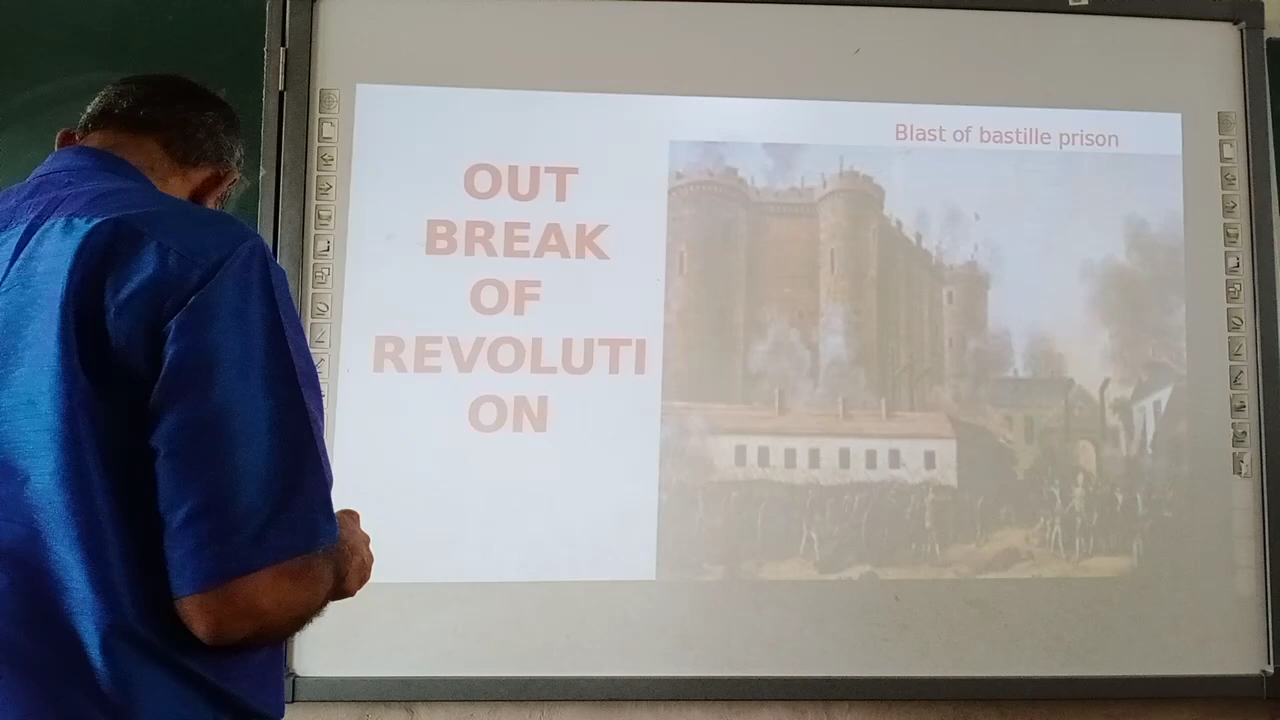 Blast of bastille prison
OUT
BREAK
OF
REVOLUTI
ON